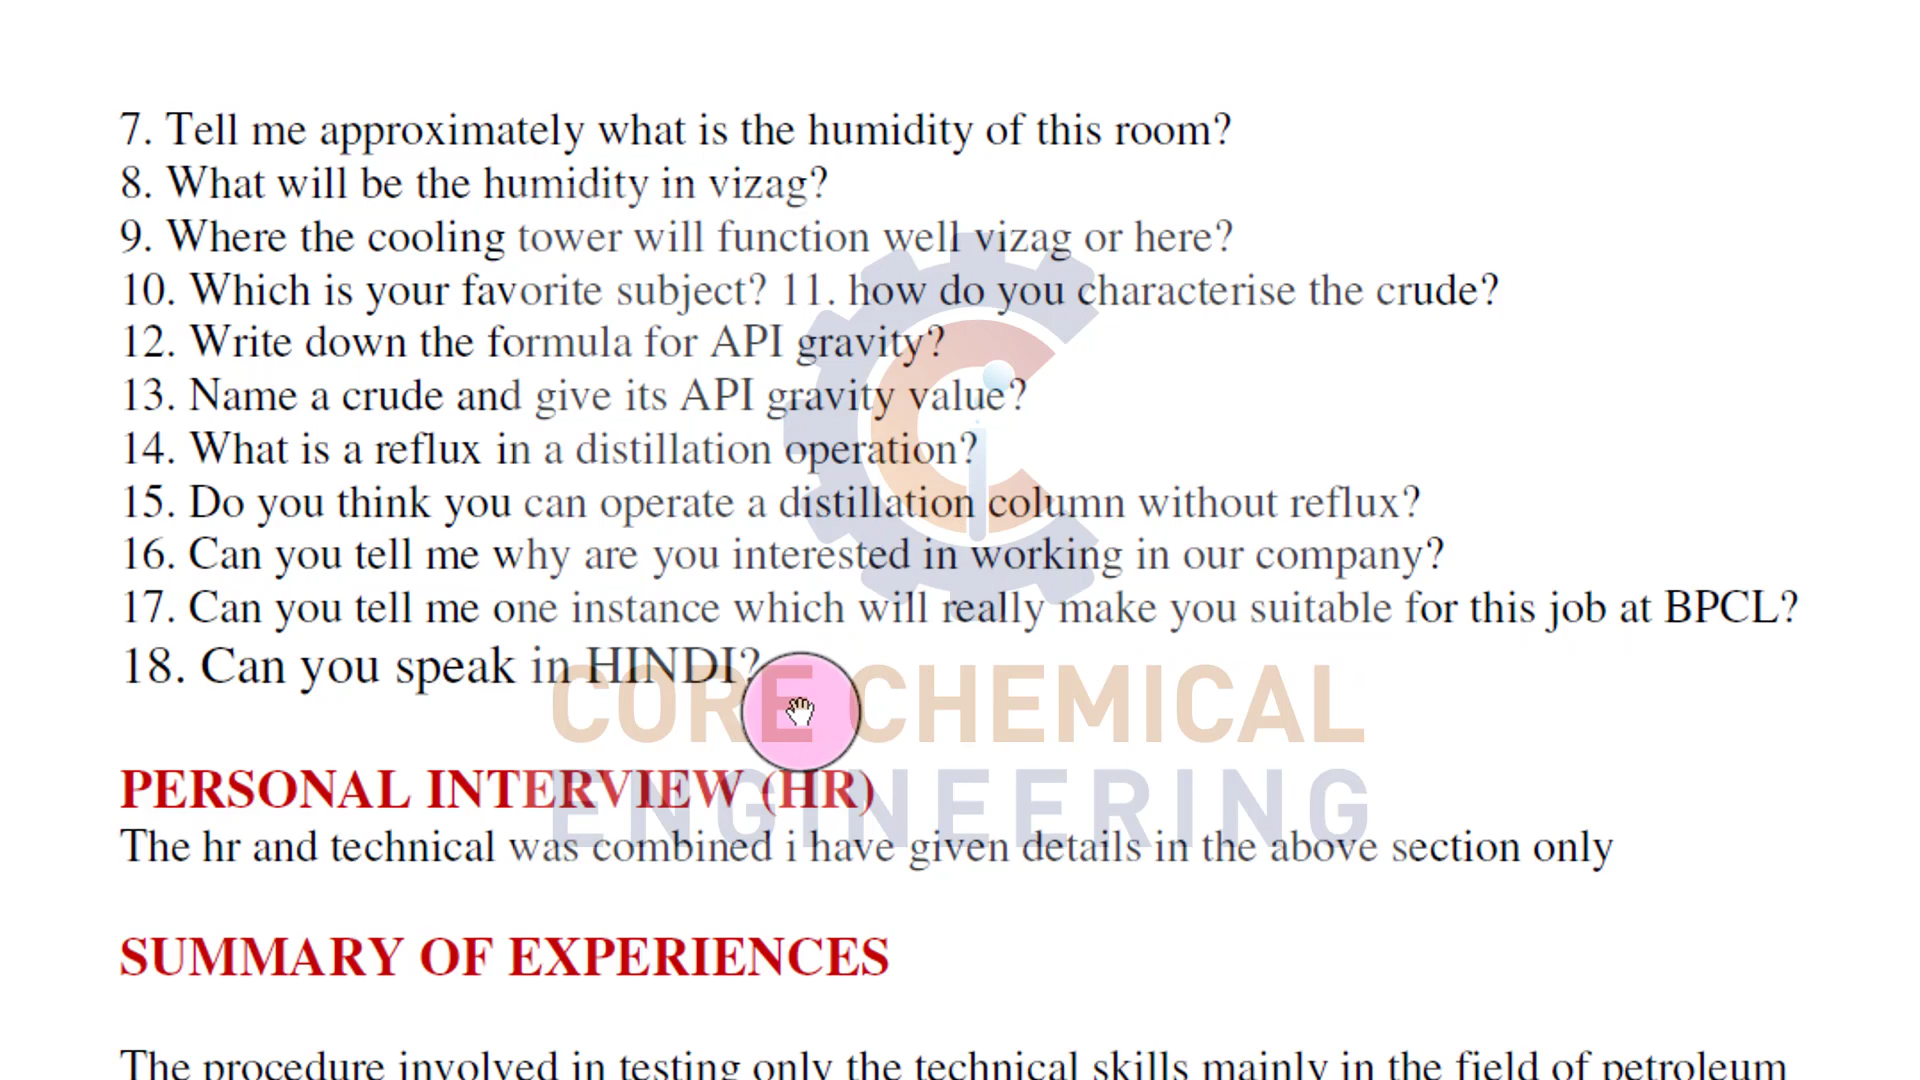 7. Tell me approximately what is the humidity of this room?
8. What will be the humidity in vizag?
9. Where the cooling tower will function well vizag or here?
10. Which is your favorite subject? 11. how do you characterise the crude?
12. Write down the formula for API gravity?
13. Name a crude and give its API gravity value?
14. What is a reflux in a distillation operation?
15. Do you think you can operate a distillation column without reflux?
16. Can you tell me why are you interested in working in our company?
17. Can you tell me one instance which will really make you suitable for this job at BPCL?
18. Can you speak in HINDI?
CORE CHEMICAL
ENGINEERING
PERSONAL INTERVIEW (HR)
The hr and technical was combined i have given details in the above section only
SUMMARY OF EXPERIENCES
The procedure involved in testing only the technical skills mainly in the field of petroleum